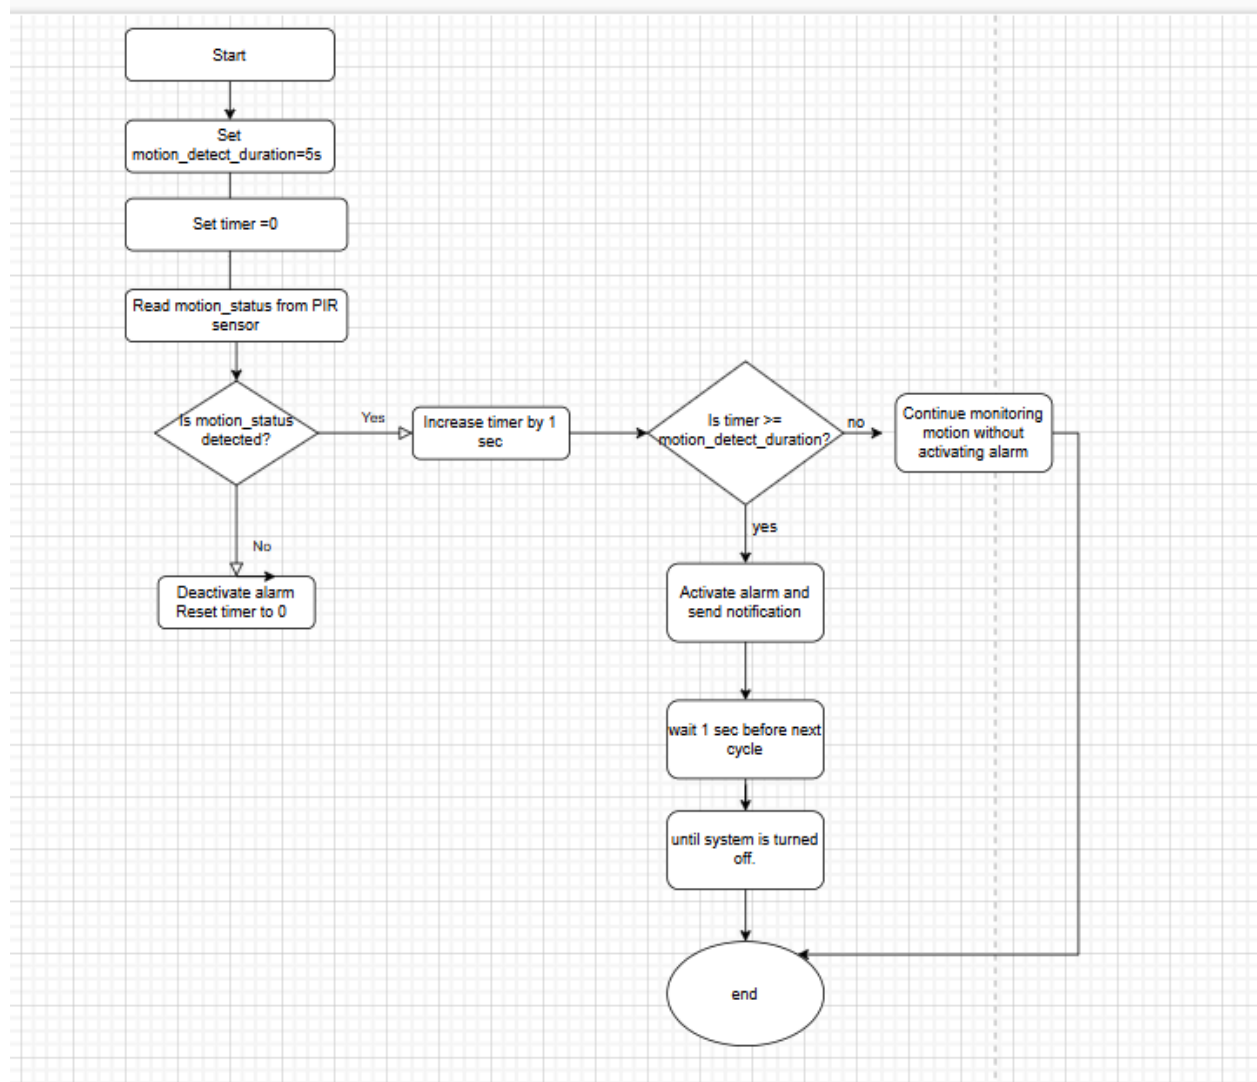 Start
Set
motion_detect_duration=5s
Set timer =0
Read motion_status from PIR
sensor
Is motion_status
detected?
Yes
Increase timer by 1
sec
Is timer >=
motion_detect_duration?
no
Continue monitoring
motion without
activating alarm
No
Deactivate alarm
Reset timer to 0
yes
Activate alarm and
send notification
wait 1 sec before next
cycle
until system is turned
off.
end